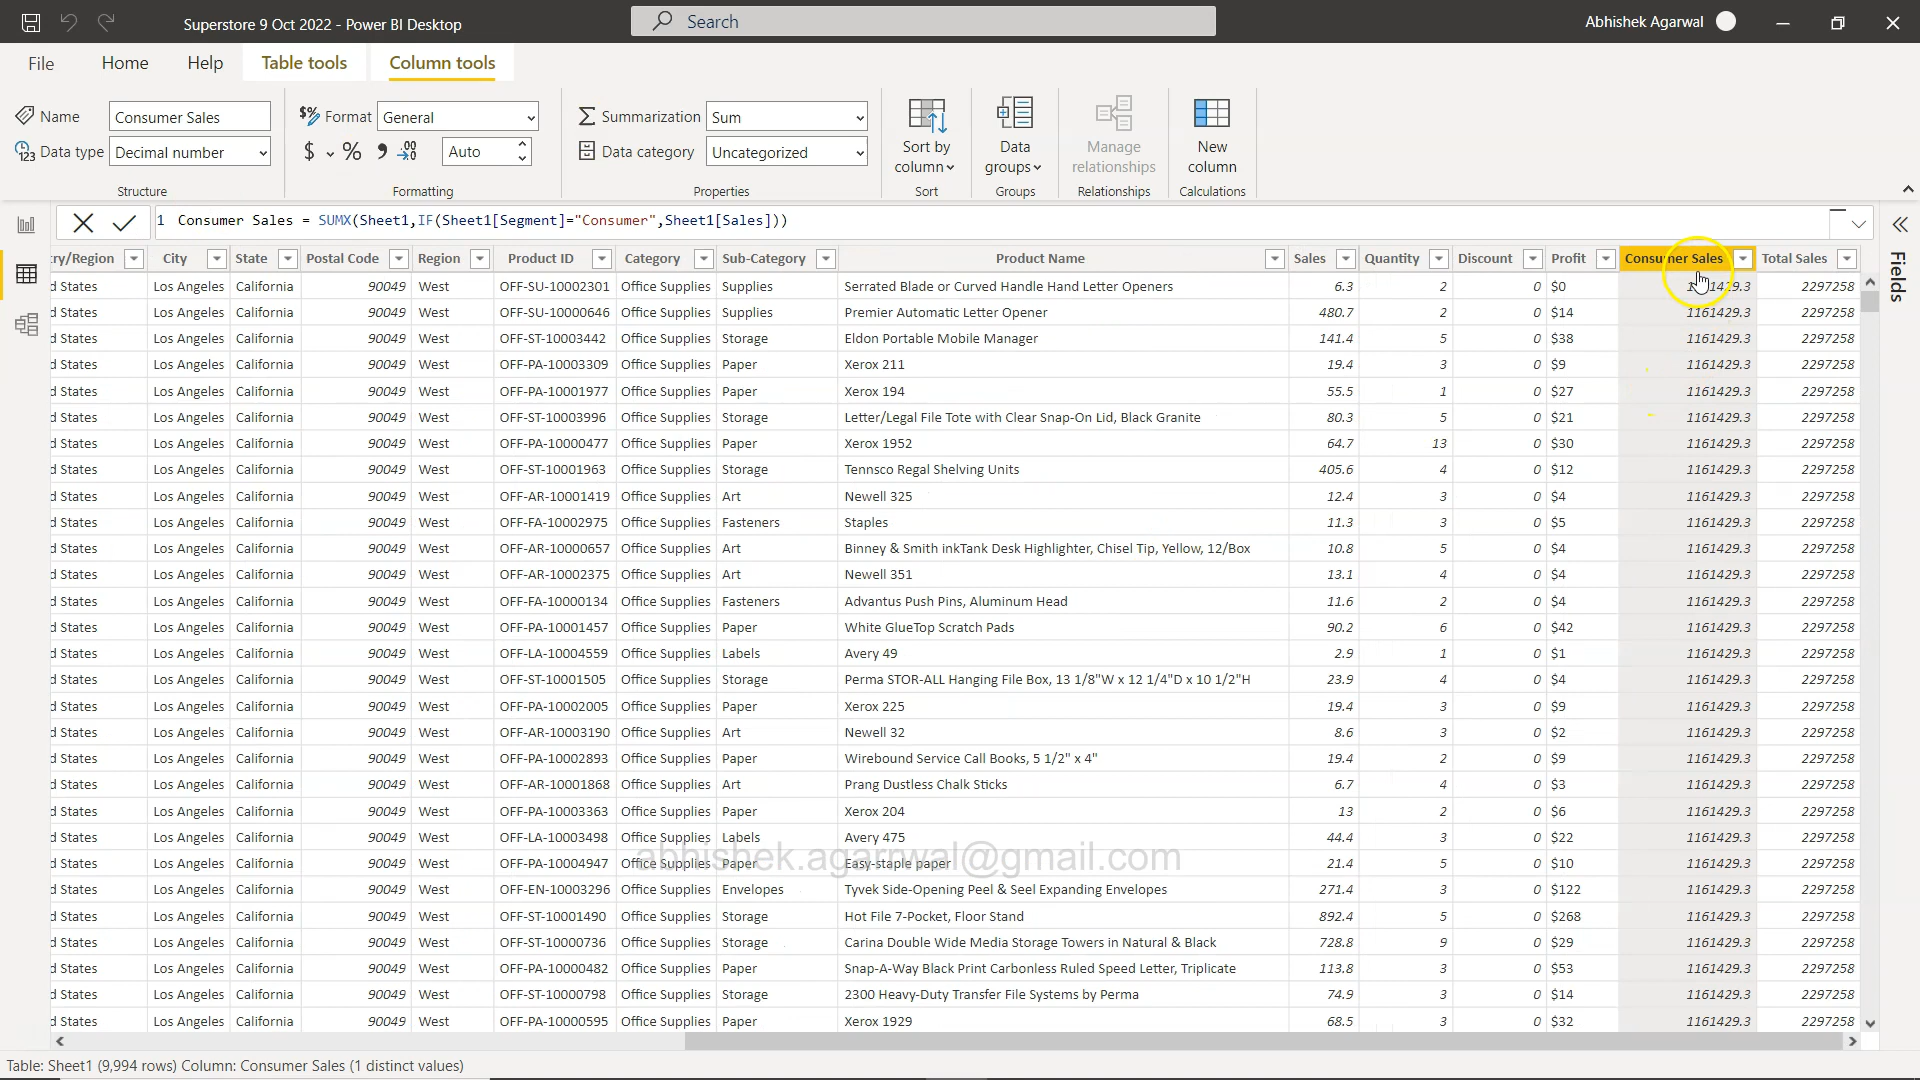 Superstore 9 Oct 2022 - Power BI Desktop
Search
Abhishek Agarwal
File Home Help Table tools Column tools
Name Consumer Sales
Data type Decimal number
Structure
Format General
$ % 9 .00 Auto
Formatting
Summarization Sum
Data category Uncategorized
Properties
Sort by column
Sort
Data groups
Groups
Manage relationships
Relationships
New column
Calculations
1 Consumer Sales = SUMX(Sheet1,IF(Sheet1[Segment]="Consumer",Sheet1[Sales]))
Fields
ry/Region City State Postal Code Region Product ID Category Sub-Category Product Name Sales Quantity Discount Profit Consumer Sales Total Sales
d States Los Angeles California 90049 West OFF-SU-10002301 Office Supplies Supplies Serrated Blade or Curved Handle Hand Letter Openers 6.3 2 0 $0 1161429.3 2297258
d States Los Angeles California 90049 West OFF-SU-10000646 Office Supplies Supplies Premier Automatic Letter Opener 480.7 2 0 $14 1161429.3 2297258
d States Los Angeles California 90049 West OFF-ST-10003442 Office Supplies Storage Eldon Portable Mobile Manager 141.4 5 0 $38 1161429.3 2297258
d States Los Angeles California 90049 West OFF-PA-10003309 Office Supplies Paper Xerox 211 19.4 3 0 $9 1161429.3 2297258
d States Los Angeles California 90049 West OFF-PA-10001977 Office Supplies Paper Xerox 194 55.5 1 0 $27 1161429.3 2297258
d States Los Angeles California 90049 West OFF-ST-10003996 Office Supplies Storage Letter/Legal File Tote with Clear Snap-On Lid, Black Granite 80.3 5 0 $21 1161429.3 2297258
d States Los Angeles California 90049 West OFF-PA-10000477 Office Supplies Paper Xerox 1952 64.7 13 0 $30 1161429.3 2297258
d States Los Angeles California 90049 West OFF-ST-10001963 Office Supplies Storage Tennsco Regal Shelving Units 405.6 4 0 $12 1161429.3 2297258
d States Los Angeles California 90049 West OFF-AR-10001419 Office Supplies Art Newell 325 12.4 3 0 $4 1161429.3 2297258
d States Los Angeles California 90049 West OFF-FA-10002975 Office Supplies Fasteners Staples 11.3 3 0 $5 1161429.3 2297258
d States Los Angeles California 90049 West OFF-AR-10000657 Office Supplies Art Binney & Smith inkTank Desk Highlighter, Chisel Tip, Yellow, 12/Box 10.8 5 0 $4 1161429.3 2297258
d States Los Angeles California 90049 West OFF-AR-10002375 Office Supplies Art Newell 351 13.1 4 0 $4 1161429.3 2297258
d States Los Angeles California 90049 West OFF-FA-10000134 Office Supplies Fasteners Advantus Push Pins, Aluminum Head 11.6 2 0 $4 1161429.3 2297258
d States Los Angeles California 90049 West OFF-PA-10001457 Office Supplies Paper White GlueTop Scratch Pads 90.2 6 0 $42 1161429.3 2297258
d States Los Angeles California 90049 West OFF-LA-10004559 Office Supplies Labels Avery 49 2.9 1 0 $1 1161429.3 2297258
d States Los Angeles California 90049 West OFF-ST-10001505 Office Supplies Storage Perma STOR-ALL Hanging File Box, 13 1/8"W x 12 1/4"D x 10 1/2"H 23.9 4 0 $4 1161429.3 2297258
d States Los Angeles California 90049 West OFF-PA-10002005 Office Supplies Paper Xerox 225 19.4 3 0 $9 1161429.3 2297258
d States Los Angeles California 90049 West OFF-AR-10003190 Office Supplies Art Newell 32 8.6 3 0 $2 1161429.3 2297258
d States Los Angeles California 90049 West OFF-PA-10002893 Office Supplies Paper Wirebound Service Call Books, 5 1/2" x 4" 19.4 2 0 $9 1161429.3 2297258
d States Los Angeles California 90049 West OFF-AR-10001868 Office Supplies Art Prang Dustless Chalk Sticks 6.7 4 0 $3 1161429.3 2297258
d States Los Angeles California 90049 West OFF-PA-10003363 Office Supplies Paper Xerox 204 13 2 0 $6 1161429.3 2297258
d States Los Angeles California 90049 West OFF-LA-10003498 Office Supplies Labels Avery 475 44.4 3 0 $22 1161429.3 2297258
d States Los Angeles California 90049 West OFF-PA-10004947 Office Supplies Paper Easy-staple paper 21.4 5 0 $10 1161429.3 2297258
abhishek.agarrwal@gmail.com
d States Los Angeles California 90049 West OFF-EN-10003296 Office Supplies Envelopes Tyvek Side-Opening Peel & Seel Expanding Envelopes 271.4 3 0 $122 1161429.3 2297258
d States Los Angeles California 90049 West OFF-ST-10001490 Office Supplies Storage Hot File 7-Pocket, Floor Stand 892.4 5 0 $268 1161429.3 2297258
d States Los Angeles California 90049 West OFF-ST-10000736 Office Supplies Storage Carina Double Wide Media Storage Towers in Natural & Black 728.8 9 0 $29 1161429.3 2297258
d States Los Angeles California 90049 West OFF-PA-10000482 Office Supplies Paper Snap-A-Way Black Print Carbonless Ruled Speed Letter, Triplicate 113.8 3 0 $53 1161429.3 2297258
d States Los Angeles California 90049 West OFF-ST-10000798 Office Supplies Storage 2300 Heavy-Duty Transfer File Systems by Perma 74.9 3 0 $14 1161429.3 2297258
d States Los Angeles California 90049 West OFF-PA-10000595 Office Supplies Paper Xerox 1929 68.5 3 0 $32 1161429.3 2297258
Table: Sheet1 (9,994 rows) Column: Consumer Sales (1 distinct values)